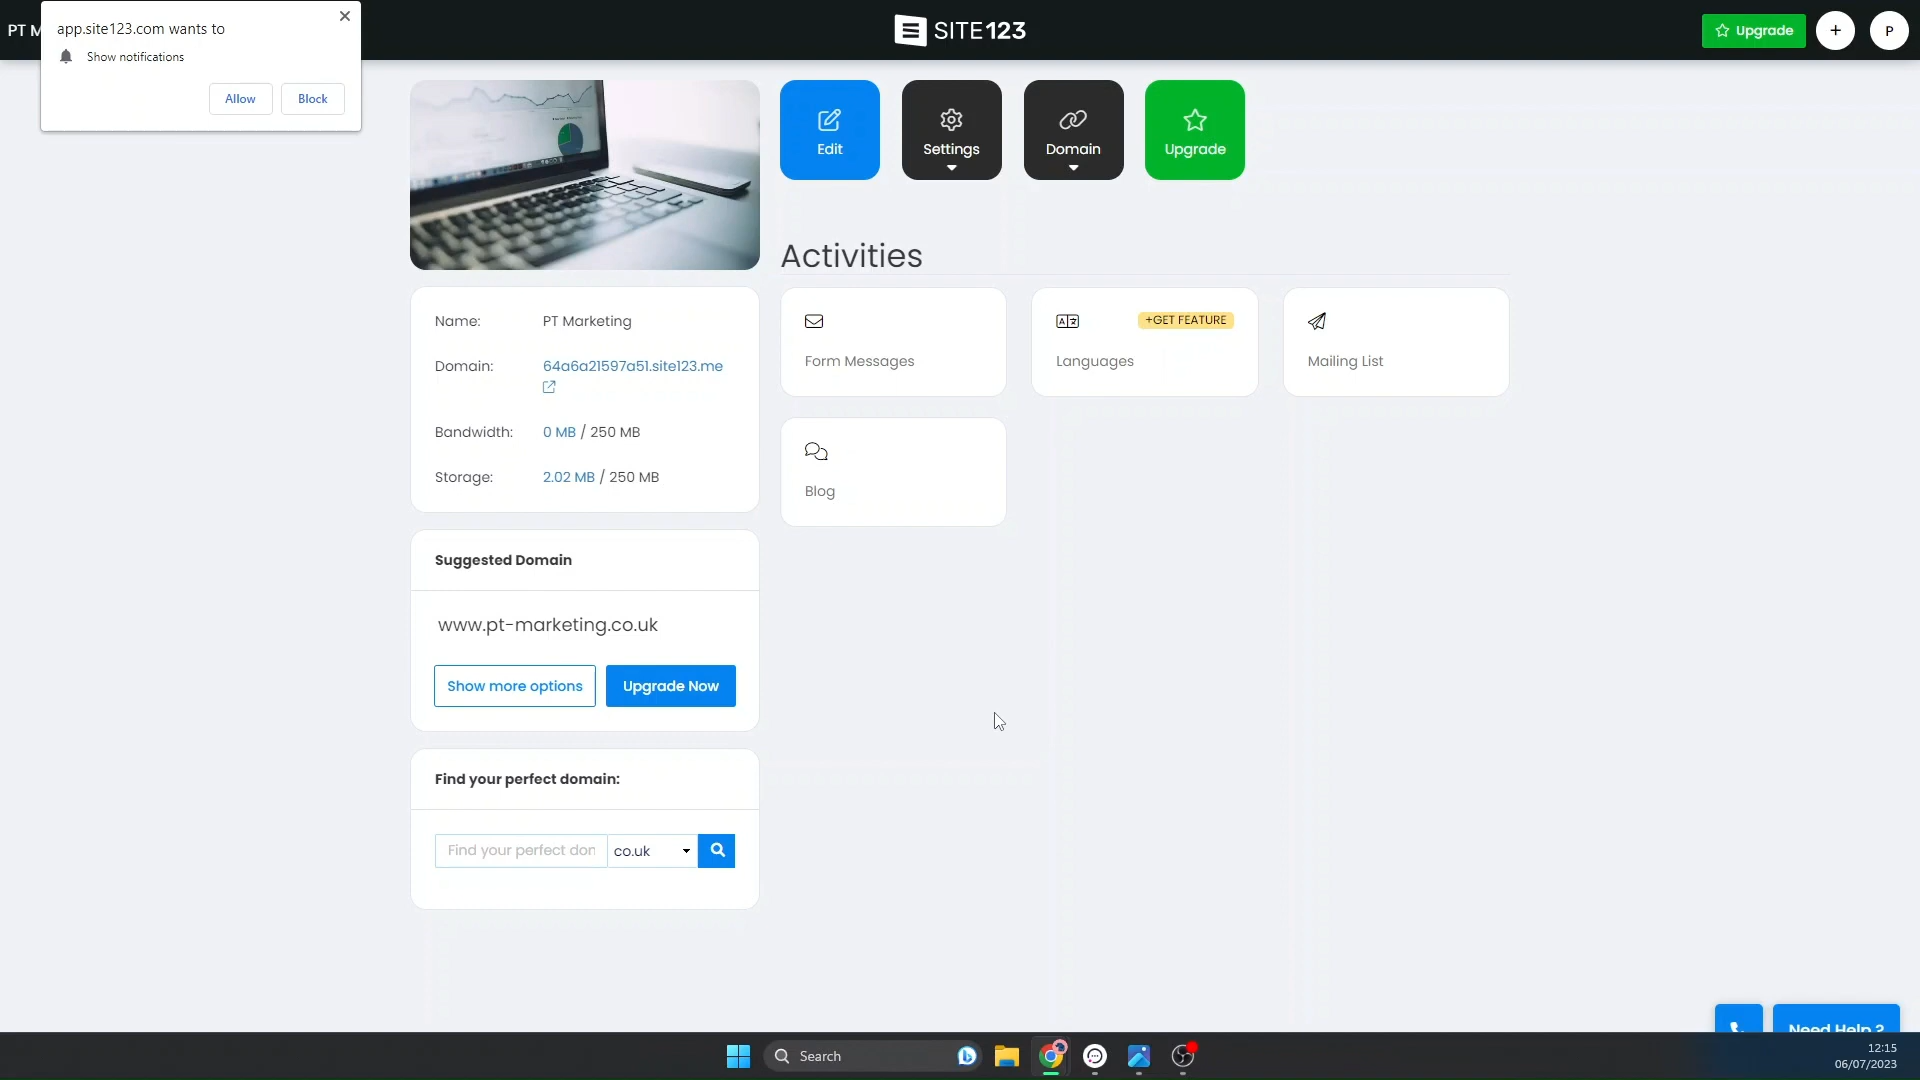 PT M
app.site123.com wants to
Show notifications
Allow
Block
SITE123
Upgrade
P
Edit
Settings
Domain
Upgrade
Activities
Form Messages
+GET FEATURE
Languages
Mailing List
Blog
Name: PT Marketing
Domain: 64a6a21597a51.site123.me
Bandwidth: 0 MB / 250 MB
Storage: 2.02 MB / 250 MB
Suggested Domain
www.pt-marketing.co.uk
Show more options
Upgrade Now
Find your perfect domain:
Find your perfect don
co.uk
Need Help ?
Search
12:15
06/07/2023